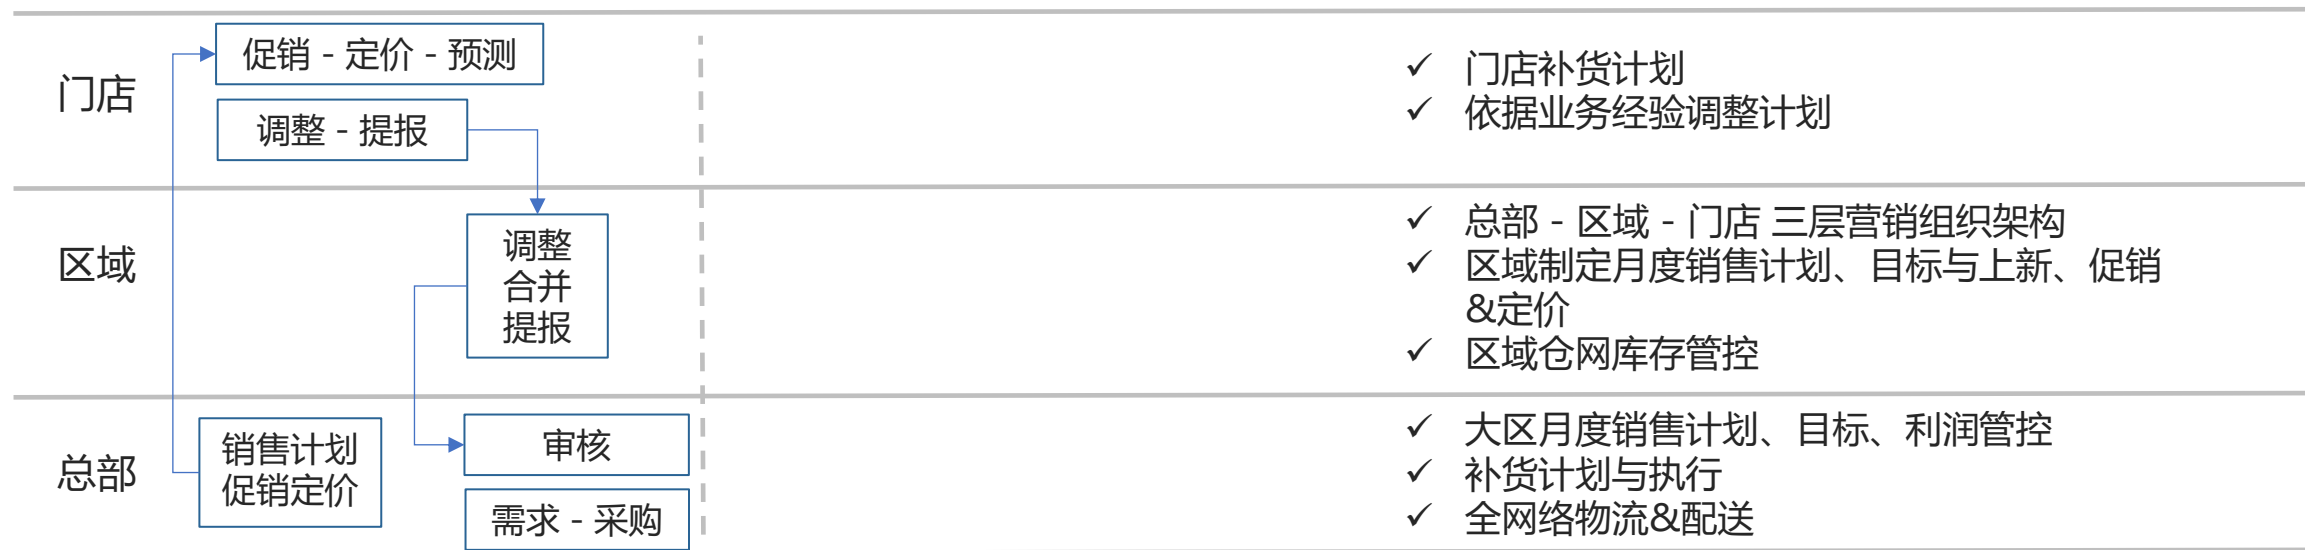 门店
促销 - 定价 - 预测
调整 - 提报
✓ 门店补货计划
✓ 依据业务经验调整计划
区域
调整
合并
提报
✓ 总部 - 区域 - 门店 三层营销组织架构
✓ 区域制定月度销售计划、目标与上新、促销
&定价
✓ 区域仓网库存管控
总部
销售计划
促销定价
审核
需求 - 采购
✓ 大区月度销售计划、目标、利润管控
✓ 补货计划与执行
✓ 全网络物流&配送